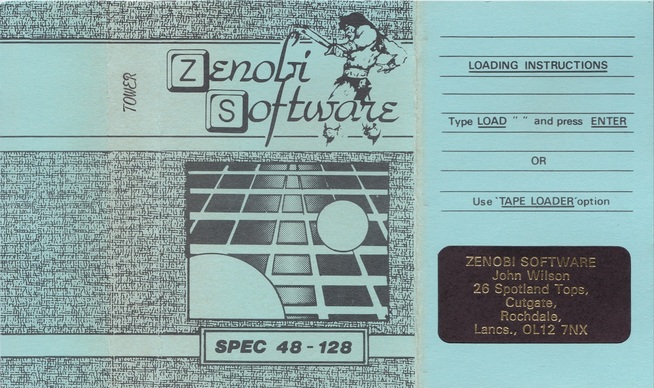 TOWER
Zenobi
Software
SPEC 48 - 128
LOADING INSTRUCTIONS
Type LOAD " " and press ENTER
OR
Use `TAPE LOADER´option
ZENOBI SOFTWARE
John Wilson
26 Spotland Tops,
Cutgate,
Rochdale,
Lancs., OL12 7NX